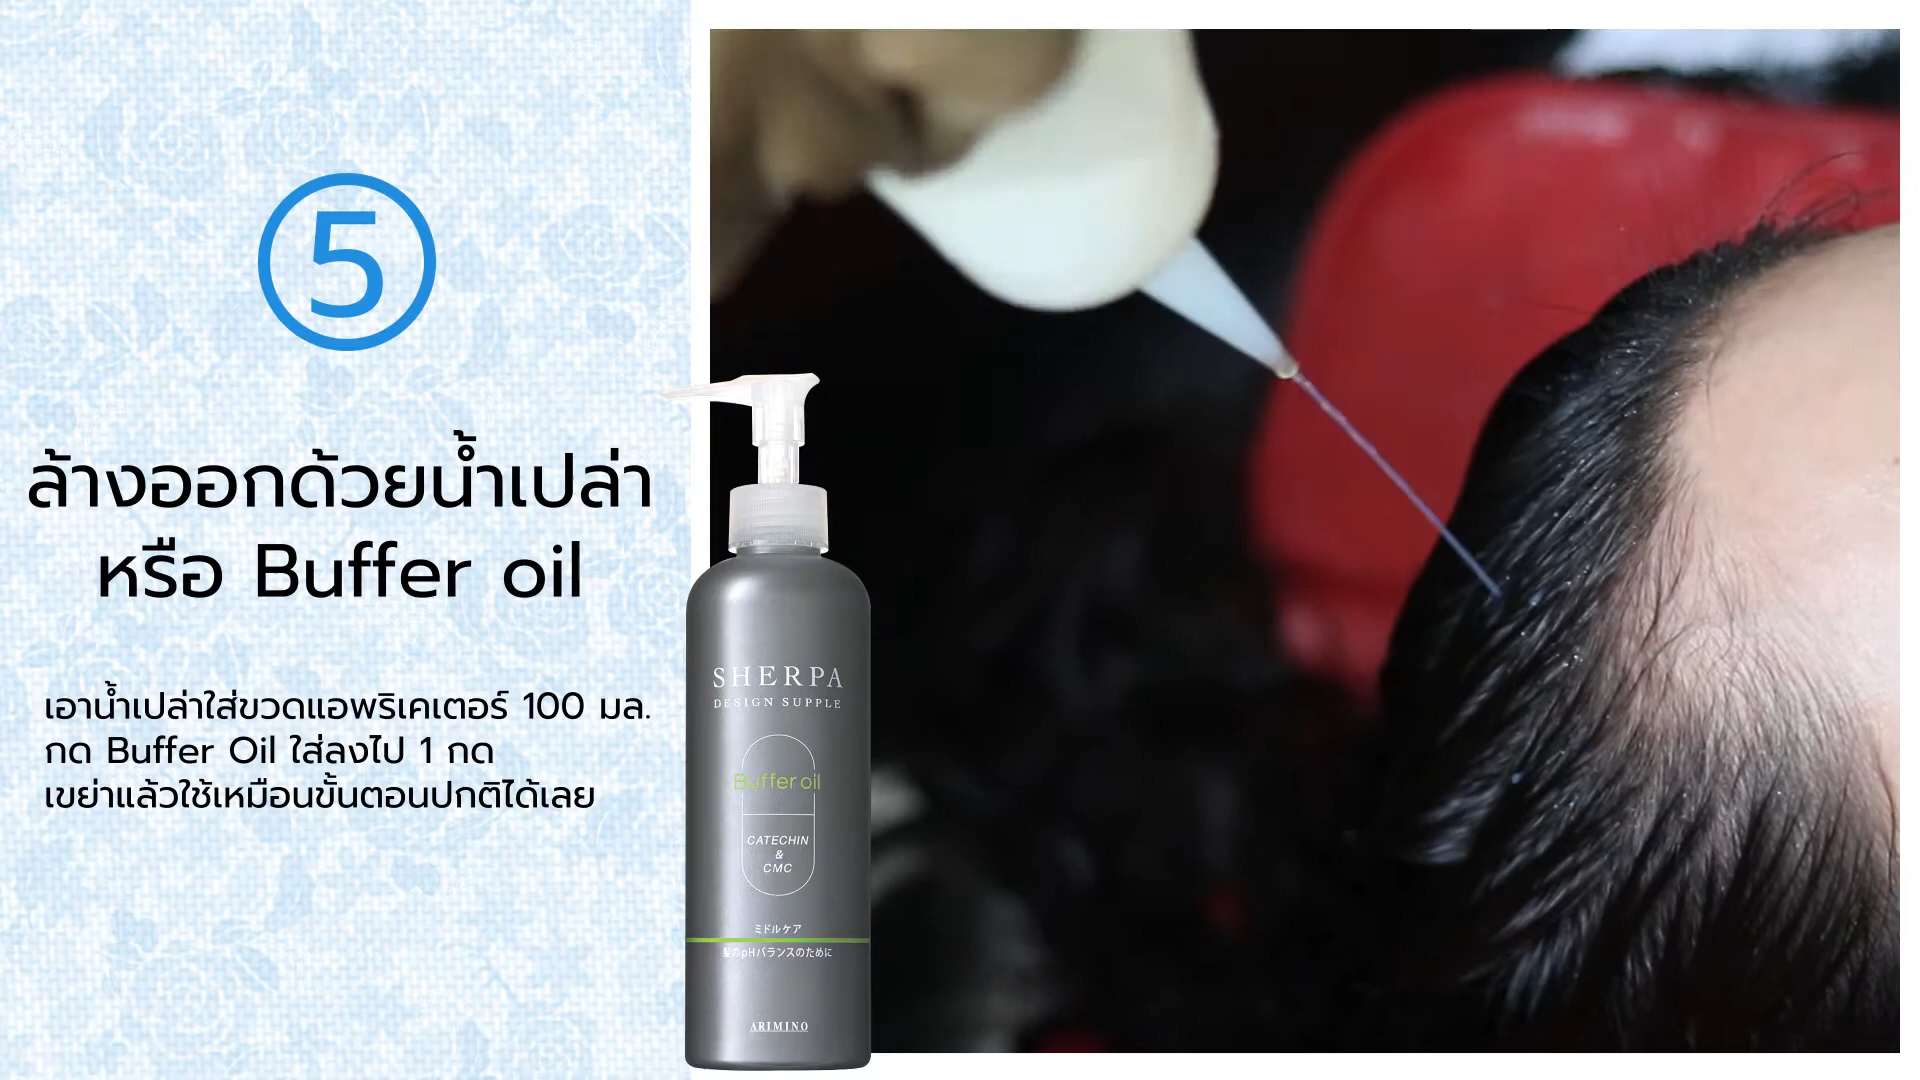 5
ล้างออกด้วยน้ำเปล่า
หรือ Buffer oil
เอาน้ำเปล่าใส่ขวดแอพริเคเตอร์ 100 มล.
กด Buffer Oil ใส่ลงไป 1 กด
เขย่าแล้วใช้เหมือนขั้นตอนปกติได้เลย
SHERPA
DESIGN SUPPLE
Buffer oil
CATECHIN
&
CMC
ミドルケア
髪のpHバランスのために
ARIMINO